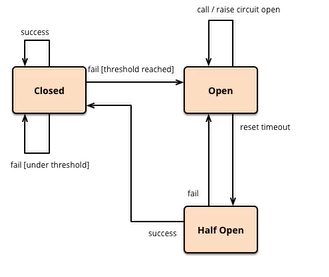 call / raise circuit open
success
fail [threshold reached]
Closed
Open
reset timeout
fail [under threshold]
fail
success
Half Open